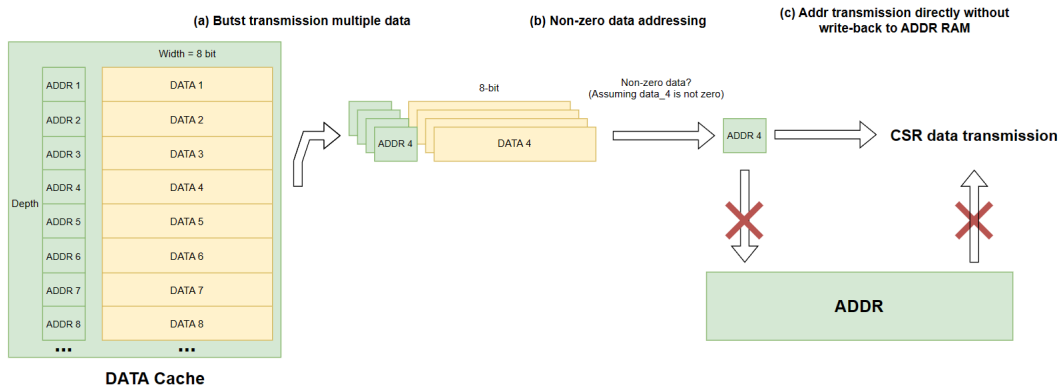 (a) Butst transmission multiple data
(b) Non-zero data addressing
(c) Addr transmission directly without
write-back to ADDR RAM
Width = 8 bit
Depth
ADDR 1
DATA 1
ADDR 2
DATA 2
ADDR 3
DATA 3
ADDR 4
DATA 4
ADDR 5
DATA 5
ADDR 6
DATA 6
ADDR 7
DATA 7
ADDR 8
DATA 8
...
...
DATA Cache
8-bit
ADDR 4
DATA 4
Non-zero data?
(Assuming data_4 is not zero)
ADDR 4
CSR data transmission
ADDR